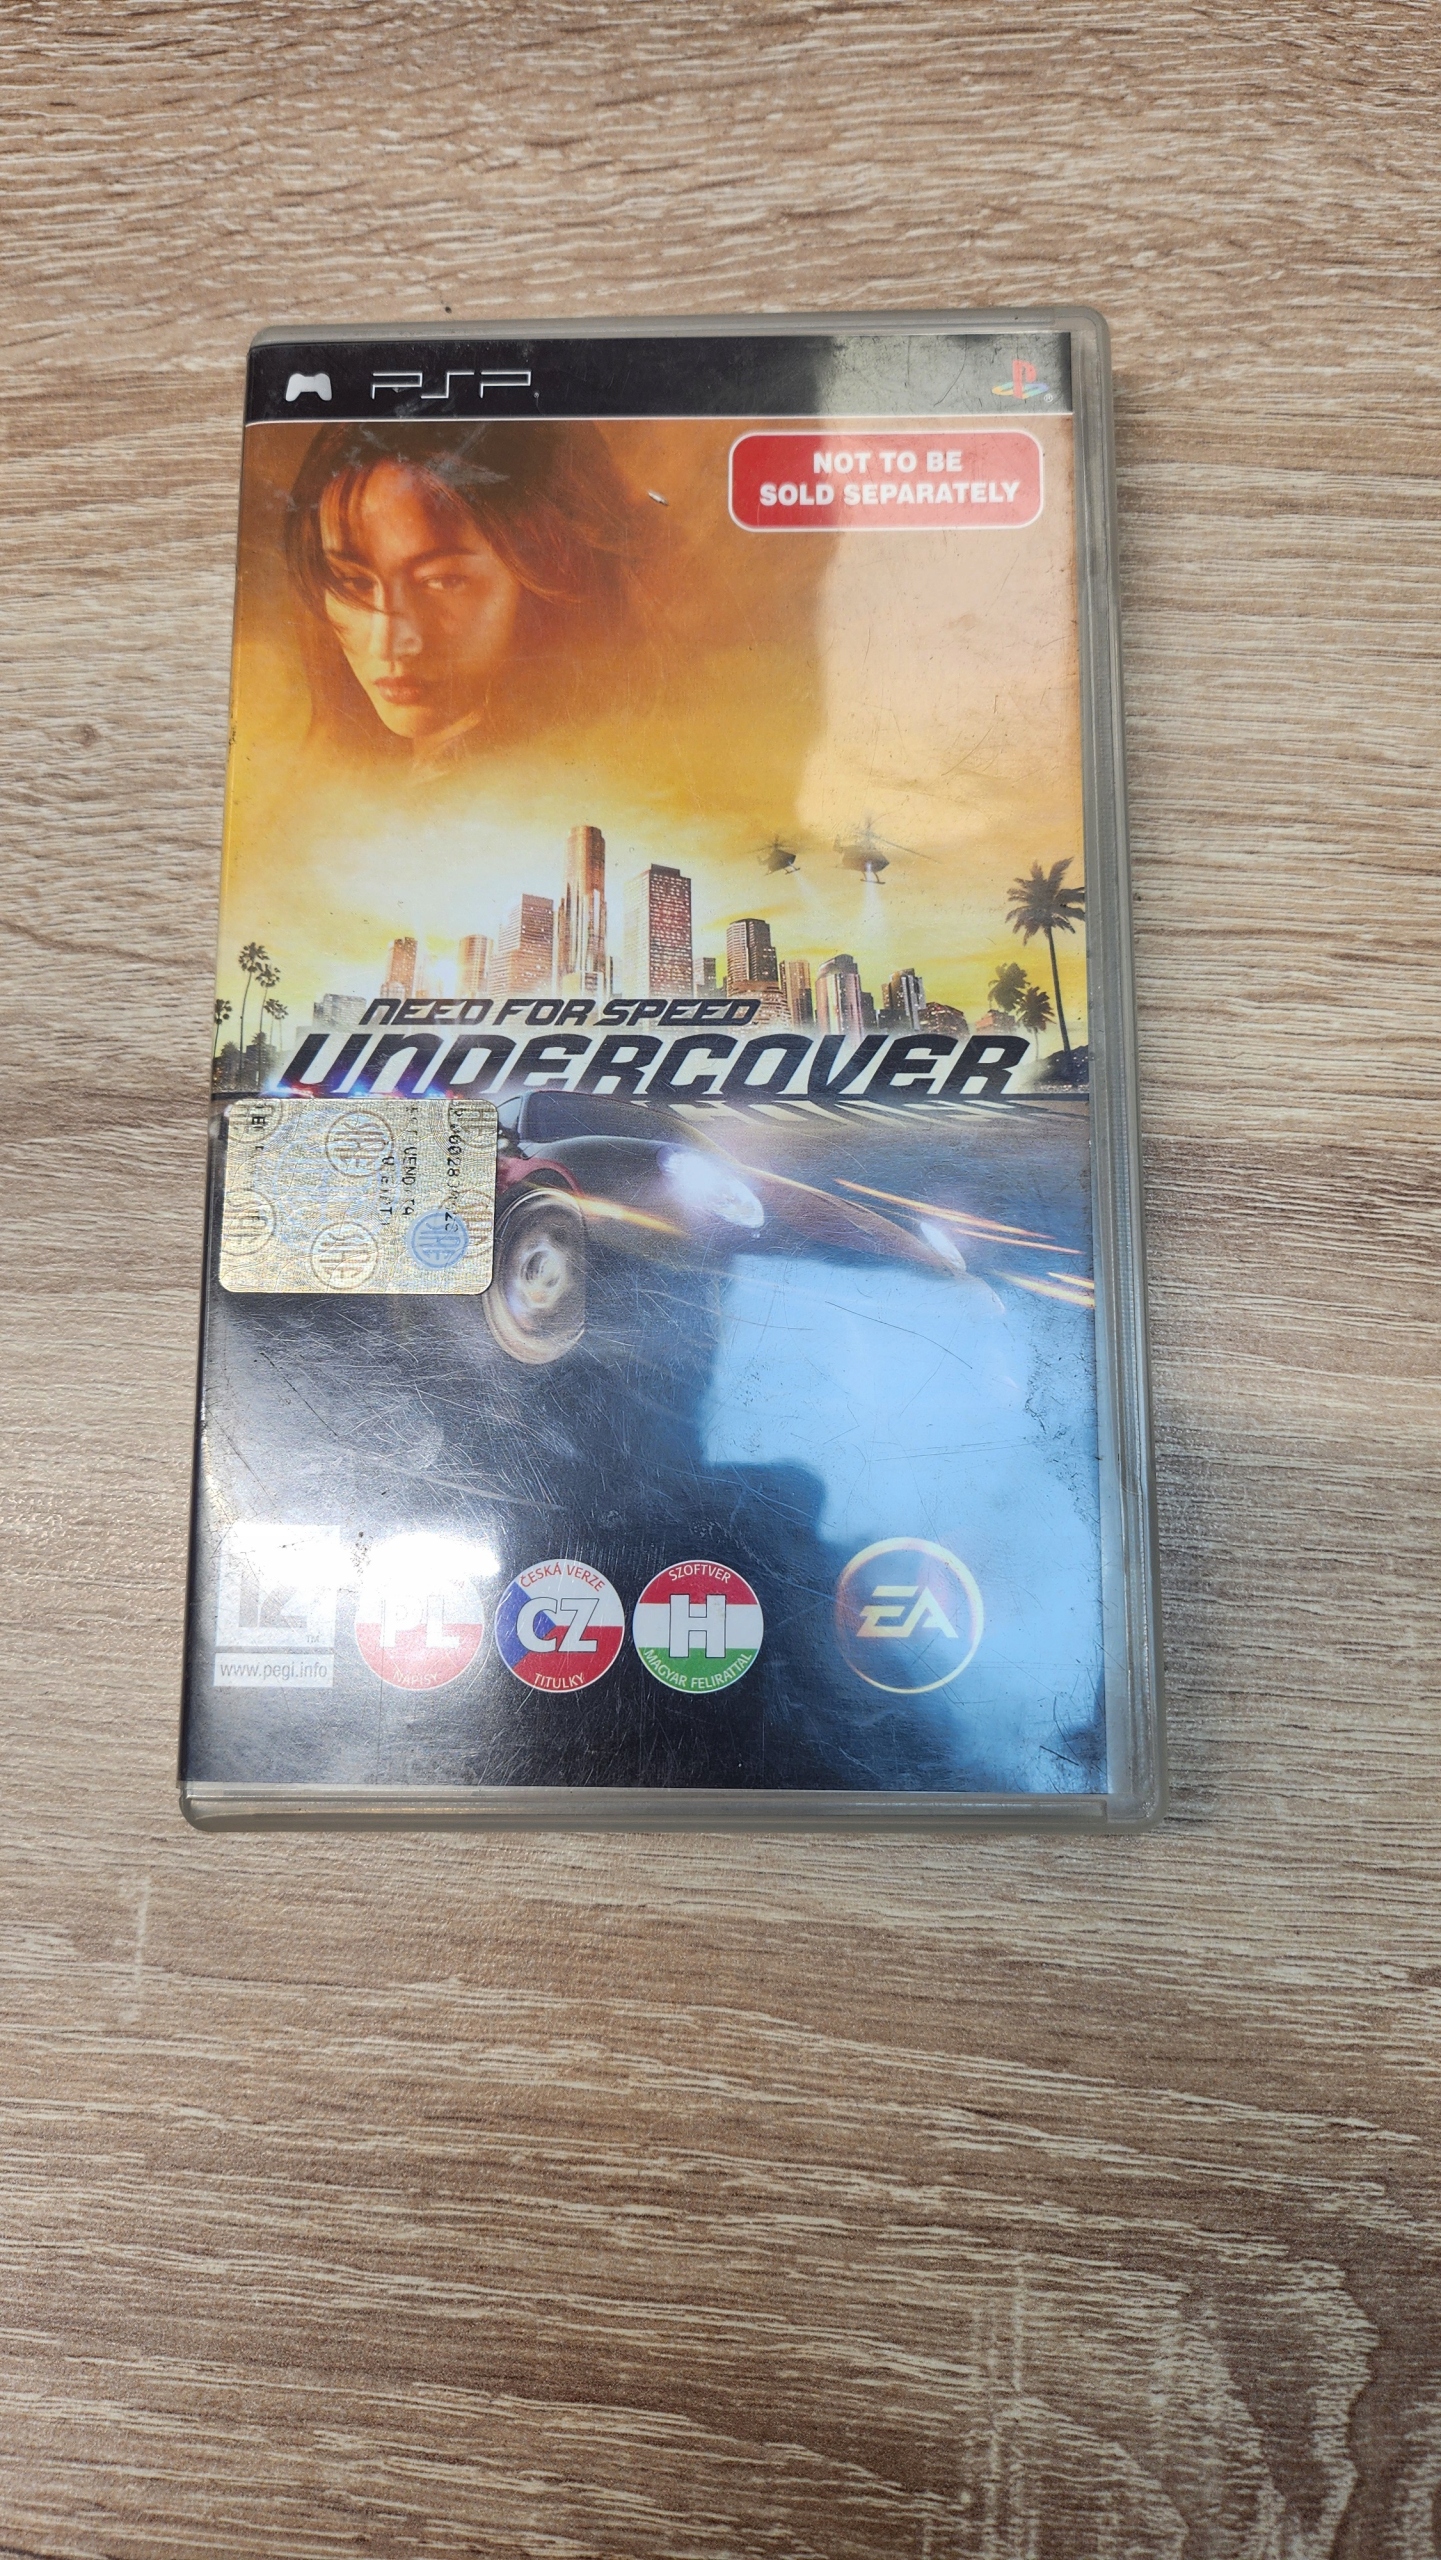 PSP
NOT TO BE
SOLD SEPARATELY
NEED FOR SPEED
UNDERCOVER
12
www.pegi.info
PL
NAPISY
ČESKÁ VERZE
CZ
TITULKY
SZOFTVER
H
MAGYAR FELIRATTAL
EA